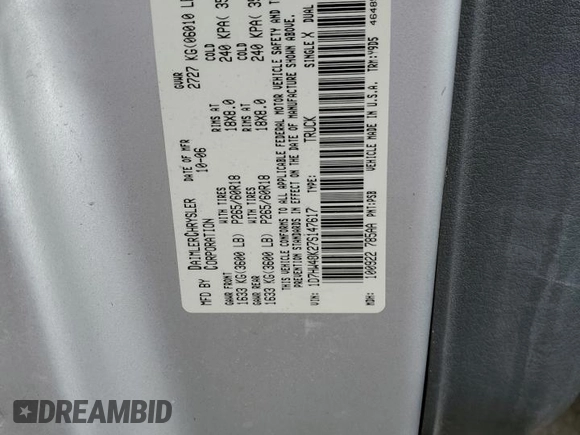 MFD BY DAIMLERCHRYSLER CORPORATION
DATE OF MFR 10-06
GVWR 2727 KG(06010 L
GAWR FRONT 1633 KG(3600 LB)
WITH TIRES P265/60R18
RIMS AT 18X8.0
COLD 240 KPA(
GAWR REAR 1633 KG(3600 LB)
WITH TIRES P265/60R18
RIMS AT 18X8.0
COLD 240 KPA(
THIS VEHICLE CONFORMS TO ALL APPLICABLE FEDERAL MOTOR VEHICLE SAFETY AND T
PREVENTION STANDARDS IN EFFECT ON THE DATE OF MANUFACTURE SHOWN ABOVE.
VIN: 1D7HW48K27S147617 TYPE: TRUCK SINGLE X DUAL
MDH: 100922 785AA PNT:PSB VEHICLE MADE IN U.S.A. TRM:Y9D5
DREAMBID